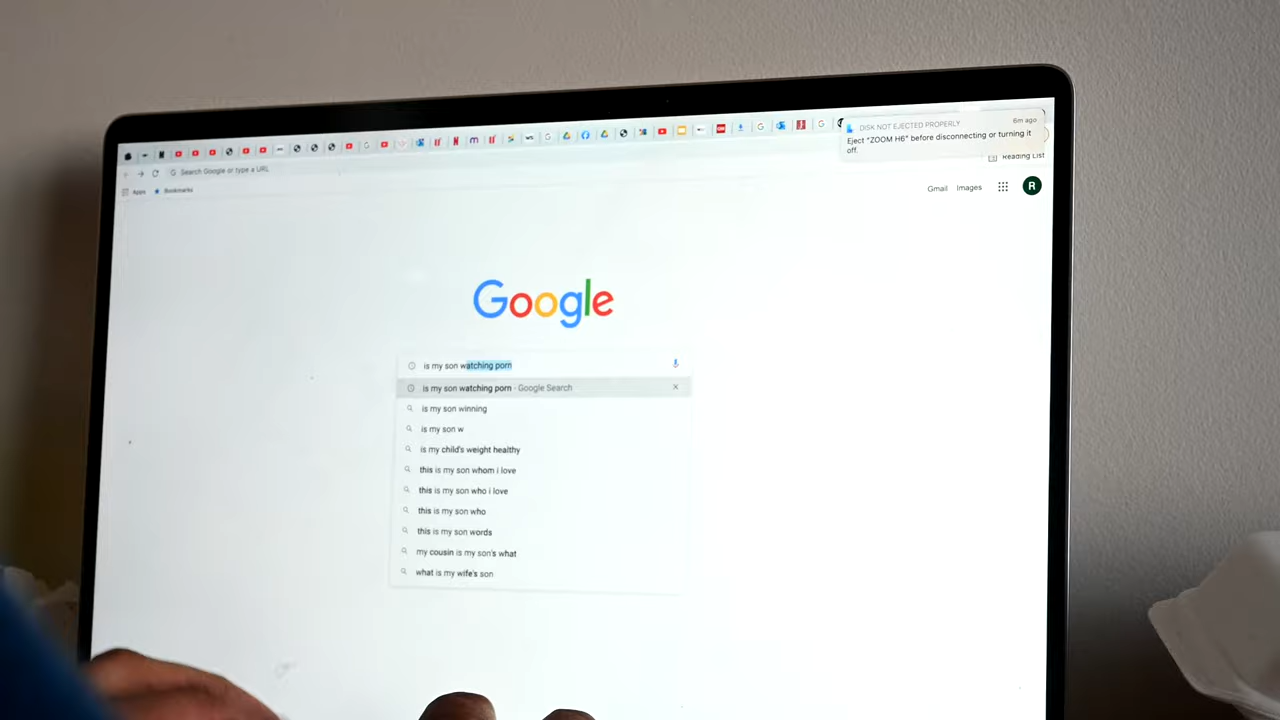 DISK NOT EJECTED PROPERLY
6m ago
Eject "ZOOM H6" before disconnecting or turning it
off.
Search Google or type a URL
Reading List
Apps
Bookmarks
Gmail
Images
R
Google
is my son watching porn
is my son watching porn - Google Search
is my son winning
is my son w
is my child's weight healthy
this is my son whom i love
this is my son who i love
this is my son who
this is my son words
my cousin is my son's what
what is my wife's son